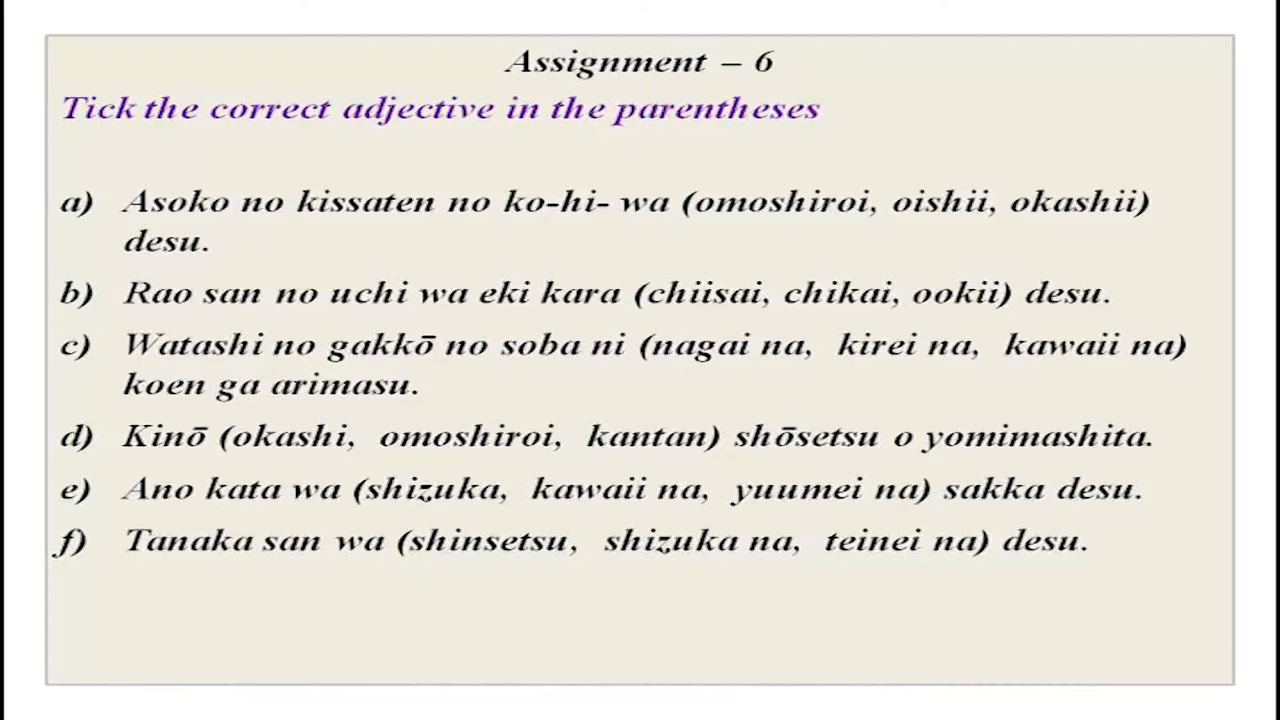 Assignment – 6
Tick the correct adjective in the parentheses
a) Asoko no kissaten no ko-hi- wa (omoshiroi, oishii, okashii)
desu.
b) Rao san no uchi wa eki kara (chiisai, chikai, ookii) desu.
c) Watashi no gakkō no soba ni (nagai na, kirei na, kawaii na)
koen ga arimasu.
d) Kinō (okashi, omoshiroi, kantan) shōsetsu o yomimashita.
e) Ano kata wa (shizuka, kawaii na, yuumei na) sakka desu.
f) Tanaka san wa (shinsetsu, shizuka na, teinei na) desu.